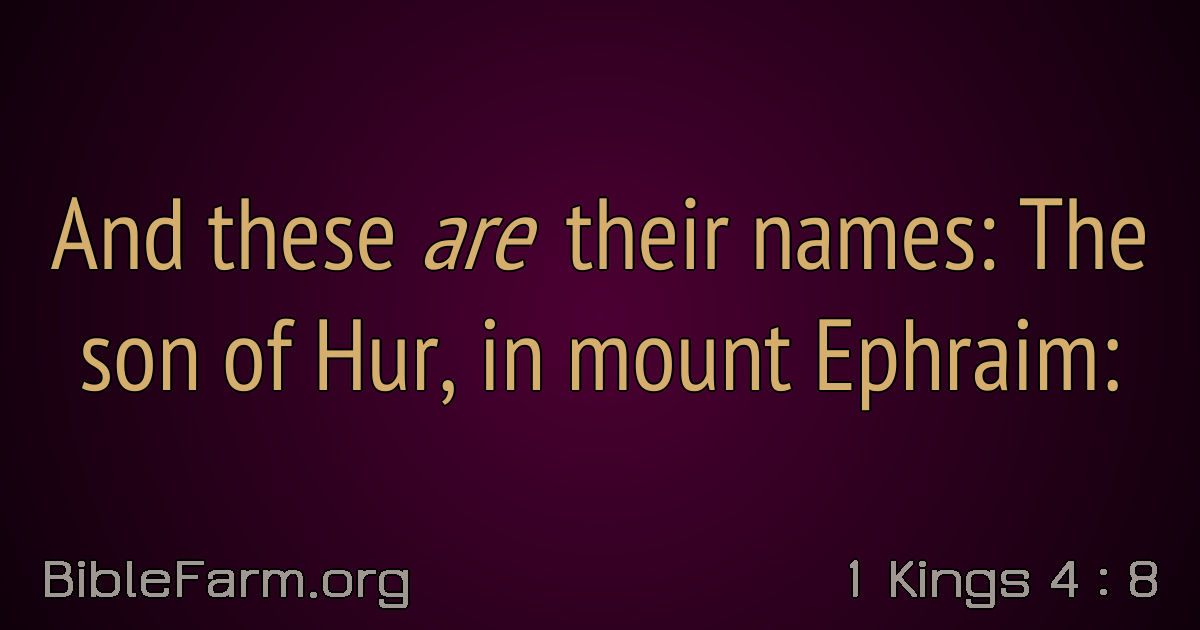 And these are their names: The
son of Hur, in mount Ephraim:
BibleFarm.org
1 Kings 4 : 8